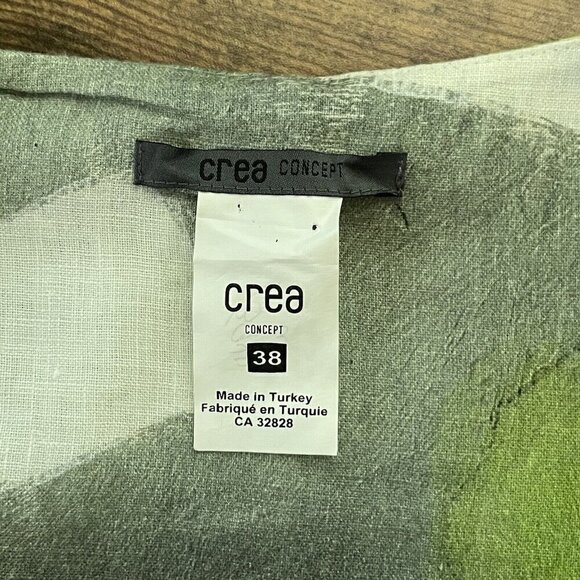 crea CONCEPT
crea
CONCEPT
38
Made in Turkey
Fabriqué en Turquie
CA 32828